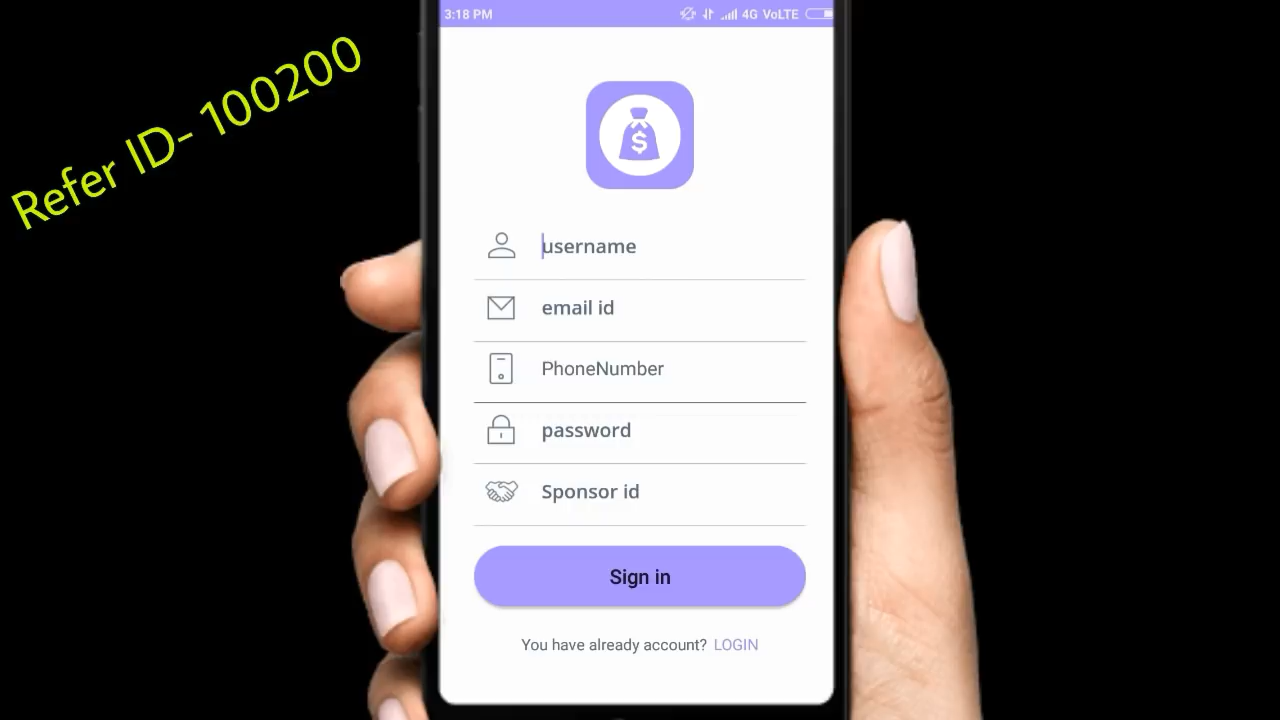 Refer ID- 100200
3:18 PM 4G VoLTE
$
username
email id
PhoneNumber
password
Sponsor id
Sign in
You have already account? LOGIN